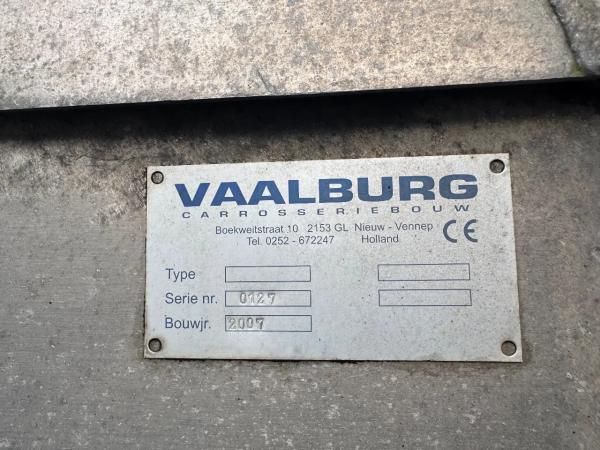 VAALBURG
CARROSSERIEBOUW
Boekweitstraat 10 2153 GL Nieuw - Vennep
Tel. 0252 - 672247 Holland
CE
Type
Serie nr. 0127
Bouwjr. 2007